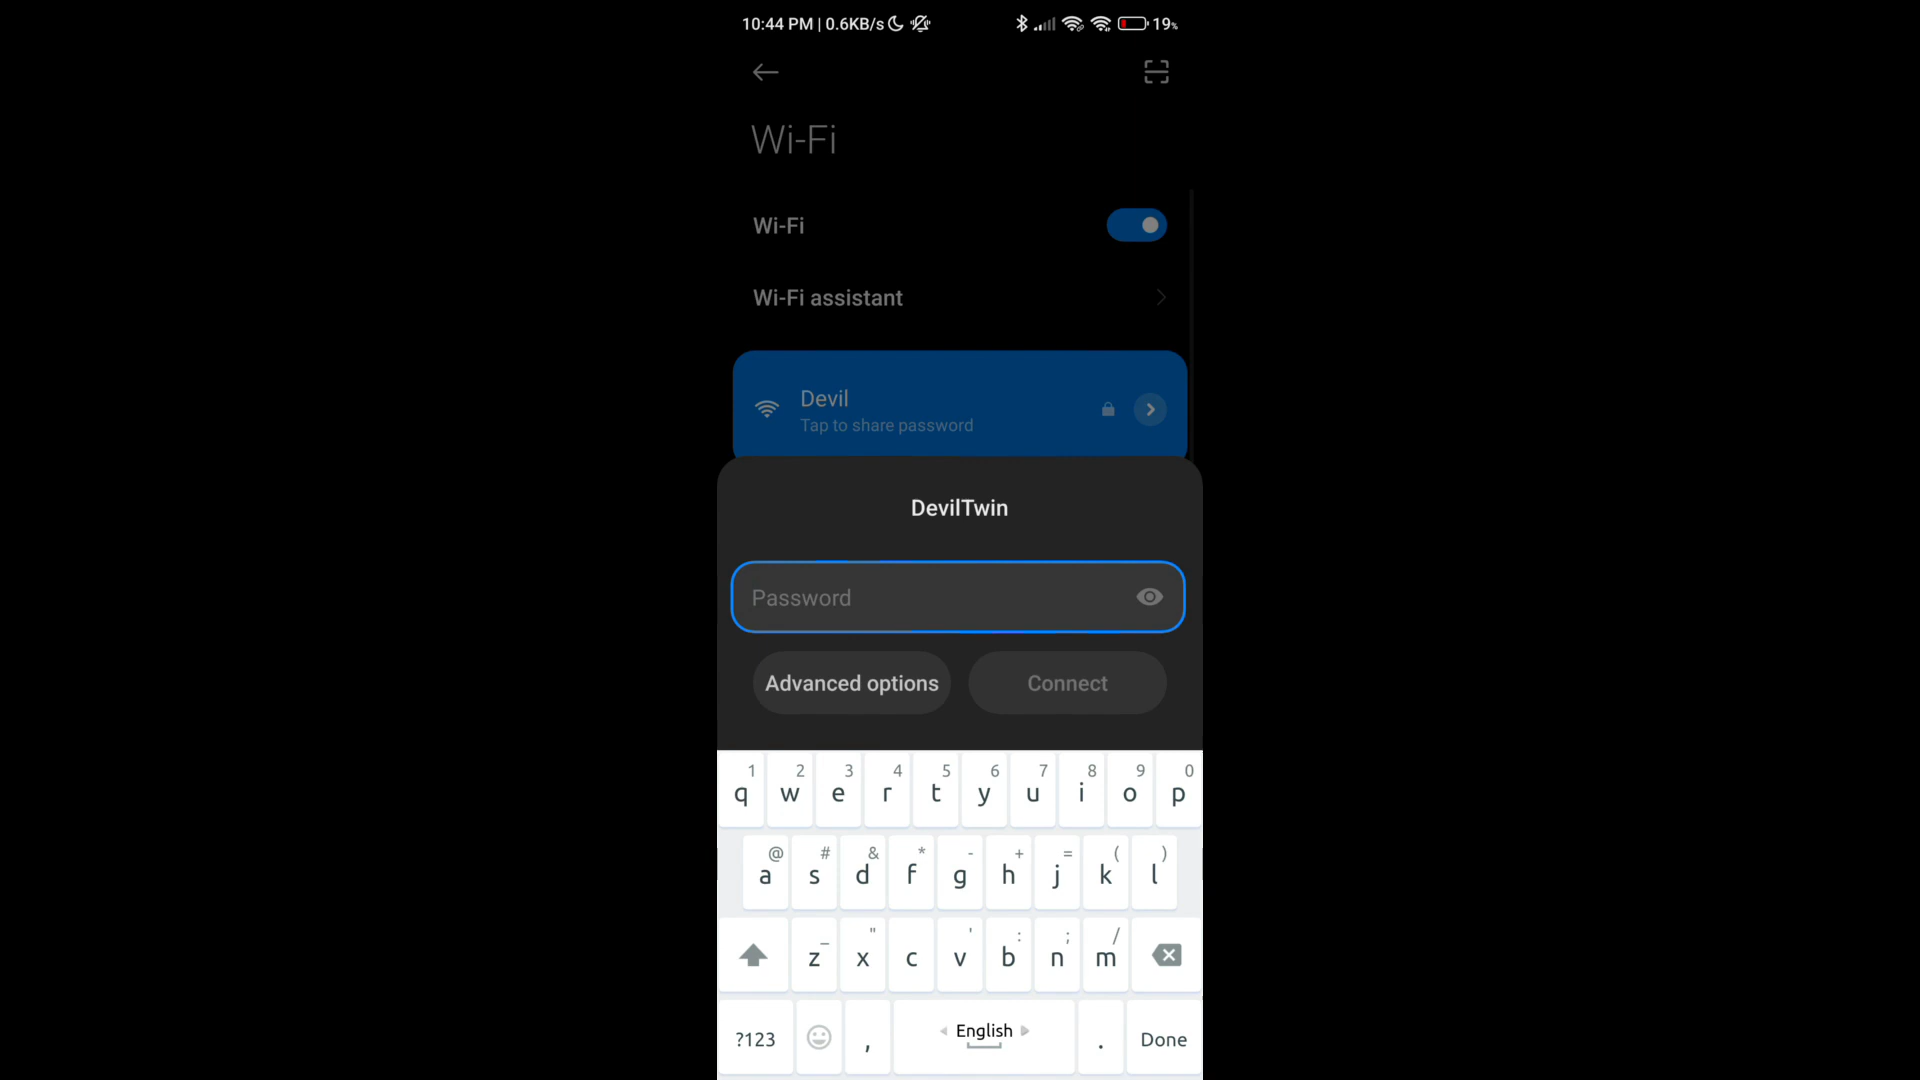 10:44 PM | 0.6KB/s 19%
Wi-Fi
Wi-Fi
Wi-Fi assistant
Devil
Tap to share password
DevilTwin
Password
Advanced options Connect
1 2 3 4 5 6 7 8 9 0
q w e r t y u i o p
@ # & * - + = ( )
a s d f g h j k l
_ " ' : ; /
z x c v b n m
?123 , English . Done